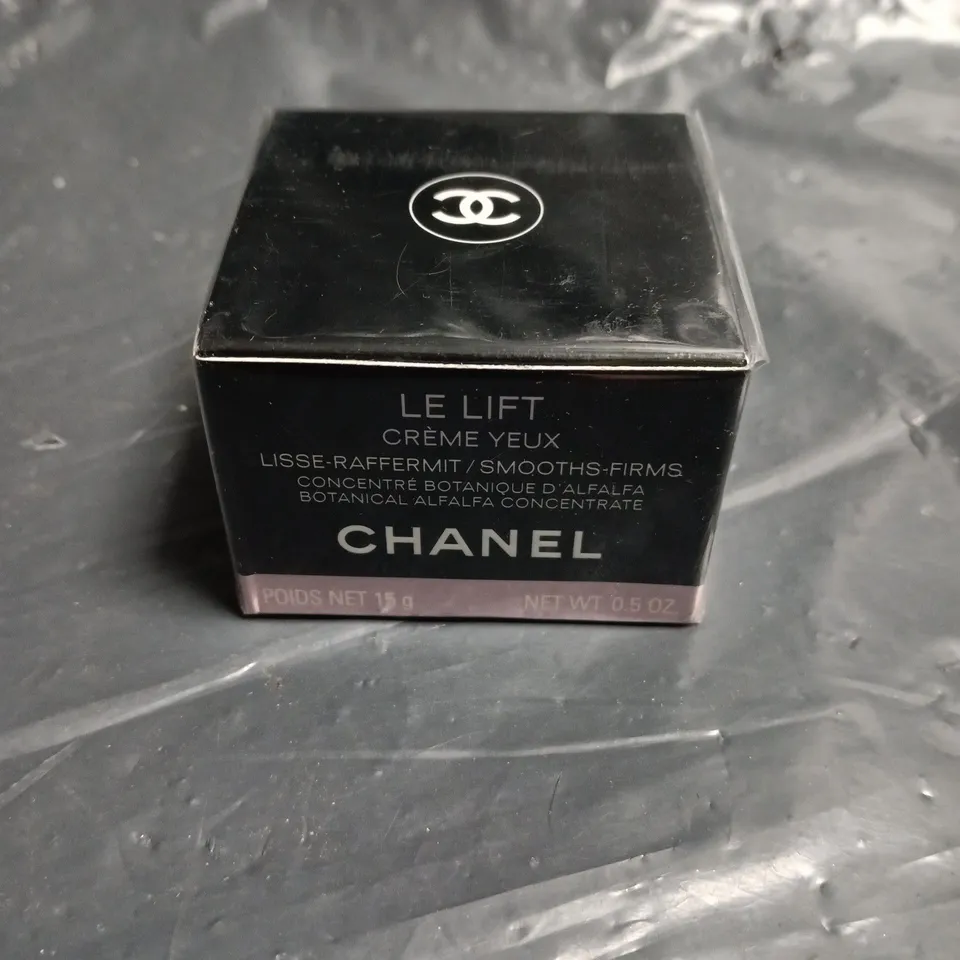 LE LIFT
CRÈME YEUX
LISSE-RAFFERMIT / SMOOTHS-FIRMS
CONCENTRÉ BOTANIQUE D'ALFALFA
BOTANICAL ALFALFA CONCENTRATE
CHANEL
POIDS NET 15 g NET WT 0.5 OZ.